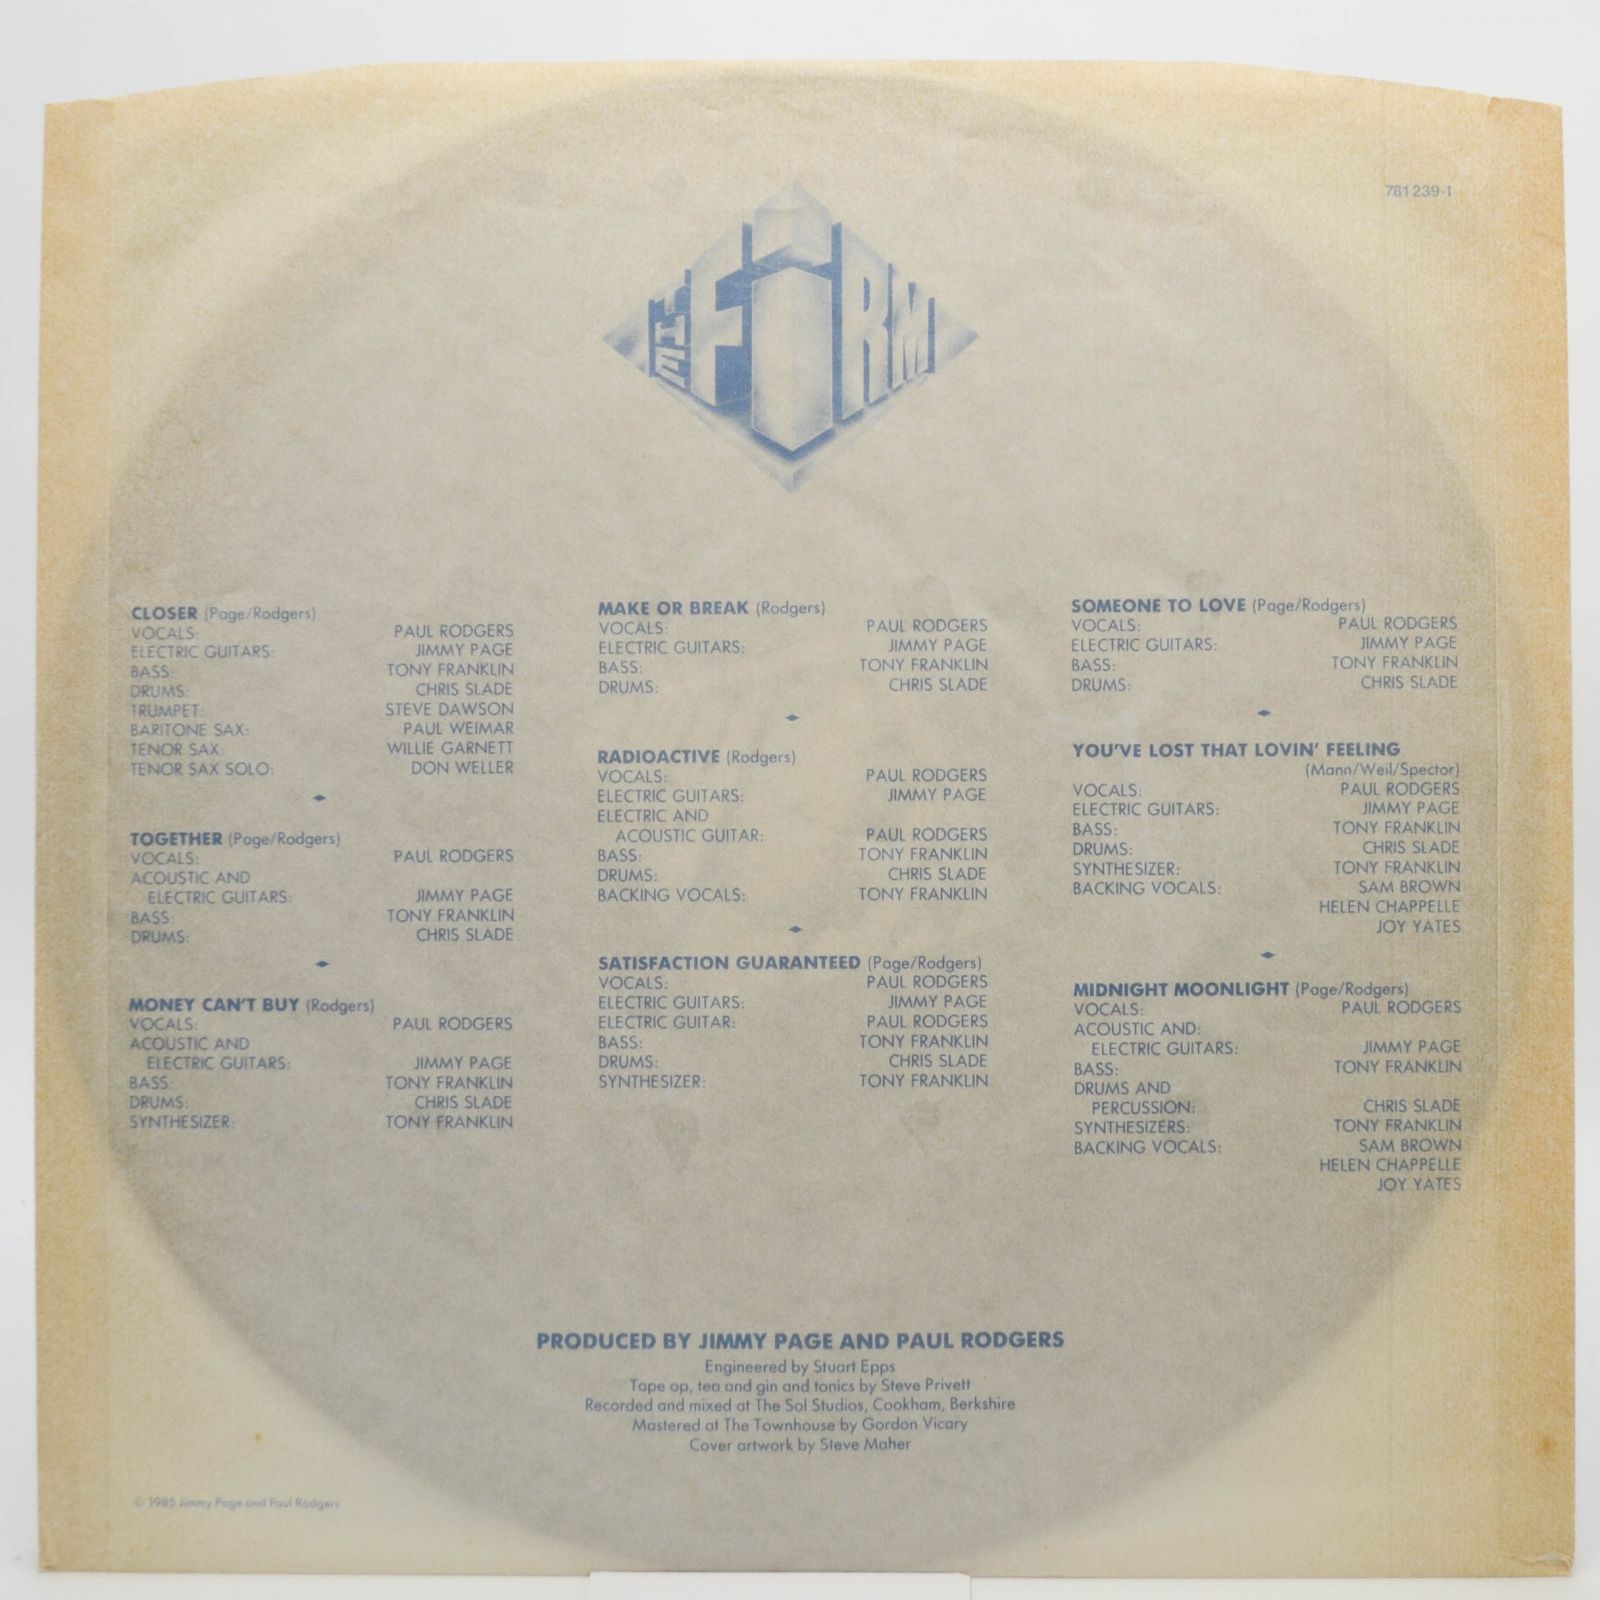 781 239-1
THE FIRM
CLOSER (Page/Rodgers)
VOCALS: PAUL RODGERS
ELECTRIC GUITARS: JIMMY PAGE
BASS: TONY FRANKLIN
DRUMS: CHRIS SLADE
TRUMPET: STEVE DAWSON
BARITONE SAX: PAUL WEIMAR
TENOR SAX: WILLIE GARNETT
TENOR SAX SOLO: DON WELLER
TOGETHER (Page/Rodgers)
VOCALS: PAUL RODGERS
ACOUSTIC AND
ELECTRIC GUITARS: JIMMY PAGE
BASS: TONY FRANKLIN
DRUMS: CHRIS SLADE
MONEY CAN'T BUY (Rodgers)
VOCALS: PAUL RODGERS
ACOUSTIC AND
ELECTRIC GUITARS: JIMMY PAGE
BASS: TONY FRANKLIN
DRUMS: CHRIS SLADE
SYNTHESIZER: TONY FRANKLIN
MAKE OR BREAK (Rodgers)
VOCALS: PAUL RODGERS
ELECTRIC GUITARS: JIMMY PAGE
BASS: TONY FRANKLIN
DRUMS: CHRIS SLADE
RADIOACTIVE (Rodgers)
VOCALS: PAUL RODGERS
ELECTRIC GUITARS: JIMMY PAGE
ELECTRIC AND
ACOUSTIC GUITAR: PAUL RODGERS
BASS: TONY FRANKLIN
DRUMS: CHRIS SLADE
BACKING VOCALS: TONY FRANKLIN
SATISFACTION GUARANTEED (Page/Rodgers)
VOCALS: PAUL RODGERS
ELECTRIC GUITARS: JIMMY PAGE
ELECTRIC GUITAR: PAUL RODGERS
BASS: TONY FRANKLIN
DRUMS: CHRIS SLADE
SYNTHESIZER: TONY FRANKLIN
SOMEONE TO LOVE (Page/Rodgers)
VOCALS: PAUL RODGERS
ELECTRIC GUITARS: JIMMY PAGE
BASS: TONY FRANKLIN
DRUMS: CHRIS SLADE
YOU'VE LOST THAT LOVIN' FEELING
(Mann/Weil/Spector)
VOCALS: PAUL RODGERS
ELECTRIC GUITARS: JIMMY PAGE
BASS: TONY FRANKLIN
DRUMS: CHRIS SLADE
SYNTHESIZER: TONY FRANKLIN
BACKING VOCALS: SAM BROWN
HELEN CHAPPELLE
JOY YATES
MIDNIGHT MOONLIGHT (Page/Rodgers)
VOCALS: PAUL RODGERS
ACOUSTIC AND:
ELECTRIC GUITARS: JIMMY PAGE
BASS: TONY FRANKLIN
DRUMS AND
PERCUSSION: CHRIS SLADE
SYNTHESIZERS: TONY FRANKLIN
BACKING VOCALS: SAM BROWN
HELEN CHAPPELLE
JOY YATES
PRODUCED BY JIMMY PAGE AND PAUL RODGERS
Engineered by Stuart Epps
Tape op, tea and gin and tonics by Steve Privett
Recorded and mixed at The Sol Studios, Cookham, Berkshire
Mastered at The Townhouse by Gordon Vicary
Cover artwork by Steve Maher
© 1985 Jimmy Page and Paul Rodgers